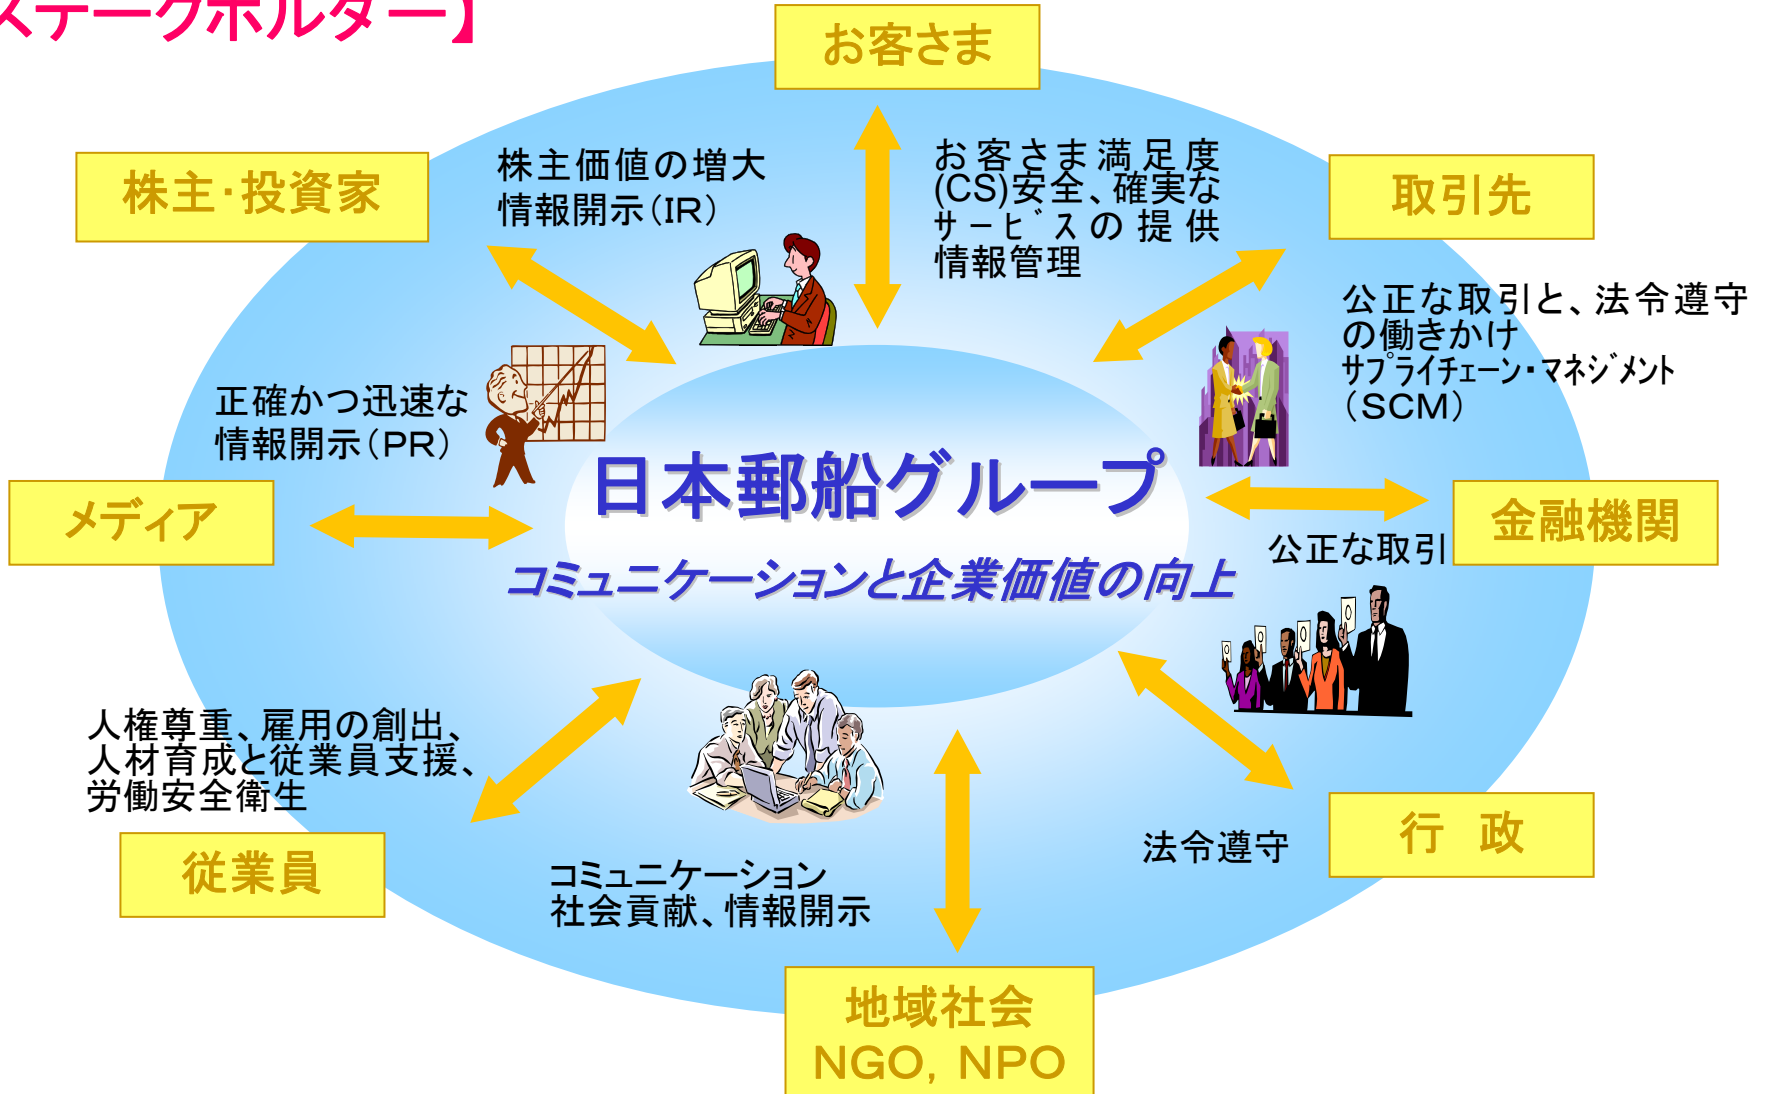 ステークホルダー】
お客さま
株主・投資家
株主価値の増大
情報開示（IR）
お客さま満足度
(CS)安全、確実な
サービスの提供
情報管理
取引先
公正な取引と、法令遵守
の働きかけ
サプライチェーン・マネジメント
（SCM）
正確かつ迅速な
情報開示（PR）
メディア
日本郵船グループ
コミュニケーションと企業価値の向上
金融機関
公正な取引
人権尊重、雇用の創出、
人材育成と従業員支援、
労働安全衛生
従業員
コミュニケーション
社会貢献、情報開示
法令遵守
行　政
地域社会
NGO, NPO